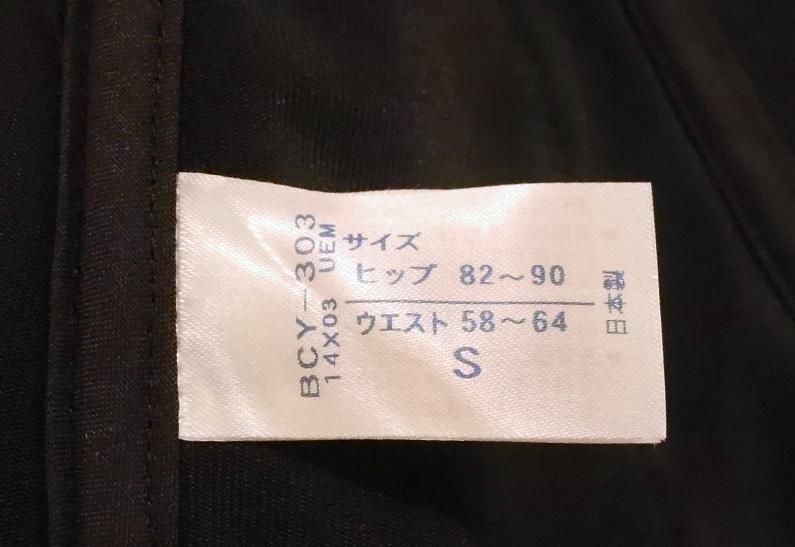 サイズ
ヒップ 82〜90
ウエスト 58〜64
S
日本製
BCY-303
14X03 UEM